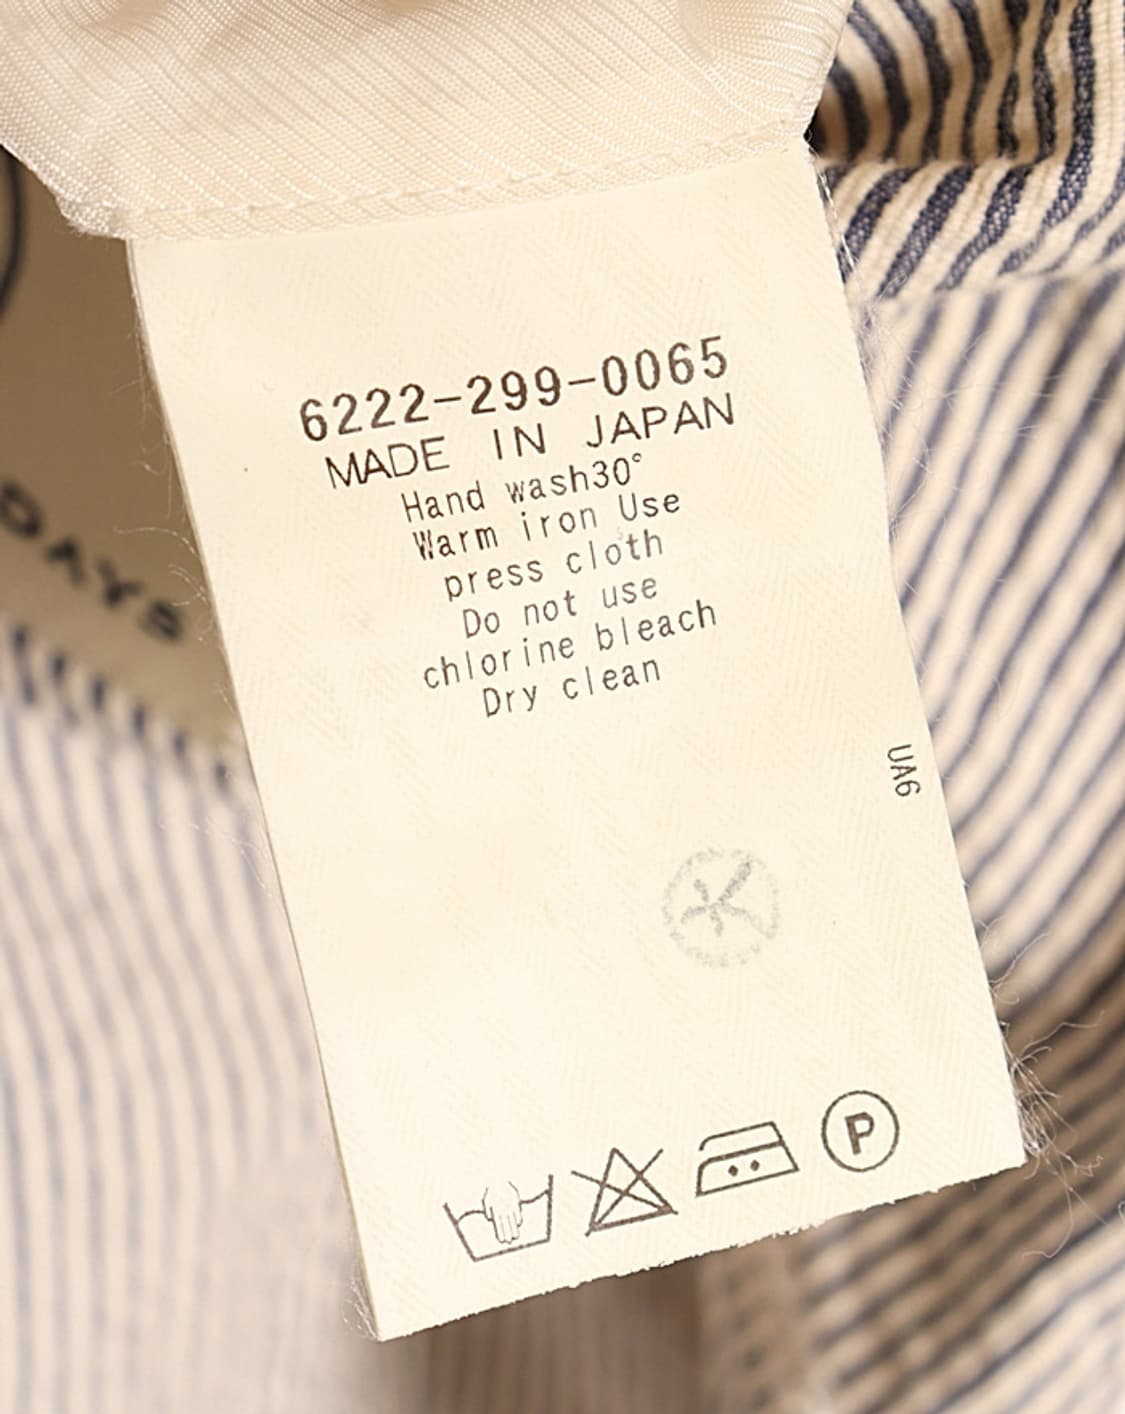 6222-299-0065
MADE IN JAPAN
Hand wash30°
Warm iron Use
press cloth
Do not use
chlorine bleach
Dry clean
UA6
K
P
DAYS